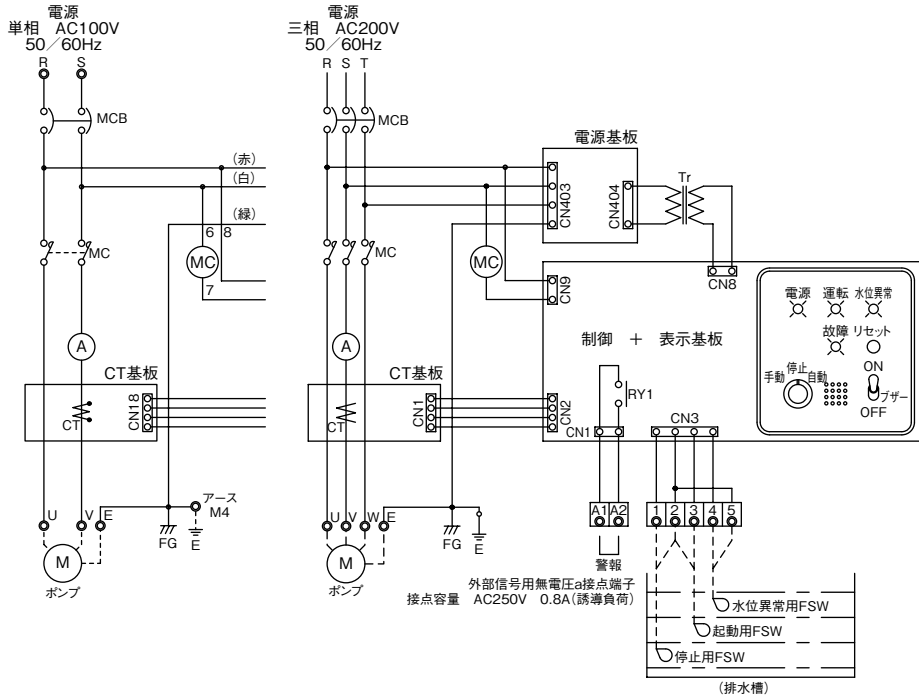 電源
単相 AC100V
50/60Hz
R S
MCB
(赤)
(白)
(緑)
6 8
MC
MC
7
A
CT基板
CT
CN18
アース
M4
U V E
FG E
M
ポンプ
電源
三相 AC200V
50/60Hz
R S T
MCB
電源基板
CN403
CN404
Tr
MC
MC
CN9
CN8
A
CT基板
CT
CN1
CN2
制御 + 表示基板
RY1
CN1
CN3
電源 運転 水位異常
故障 リセット
ON
手動 停止 自動
ブザー
OFF
U V W E
FG E
M
ポンプ
A1 A2
1 2 3 4 5
警報
外部信号用無電圧a接点端子
接点容量 AC250V 0.8A(誘導負荷)
水位異常用FSW
起動用FSW
停止用FSW
(排水槽)